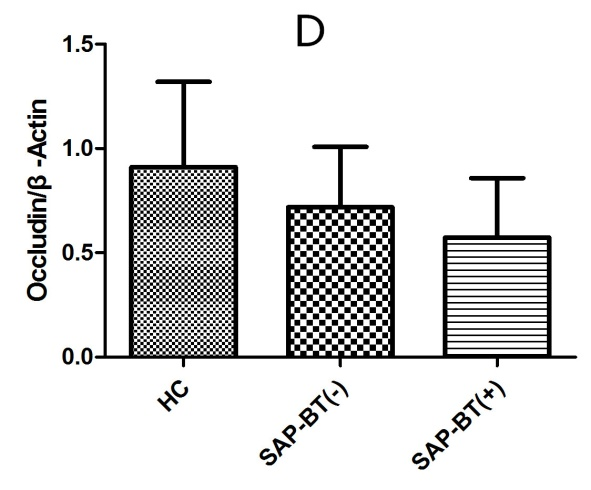 D
1.5
1.0
0.5
0.0
Occludin/β -Actin
HC
SAP-BT(-)
SAP-BT(+)